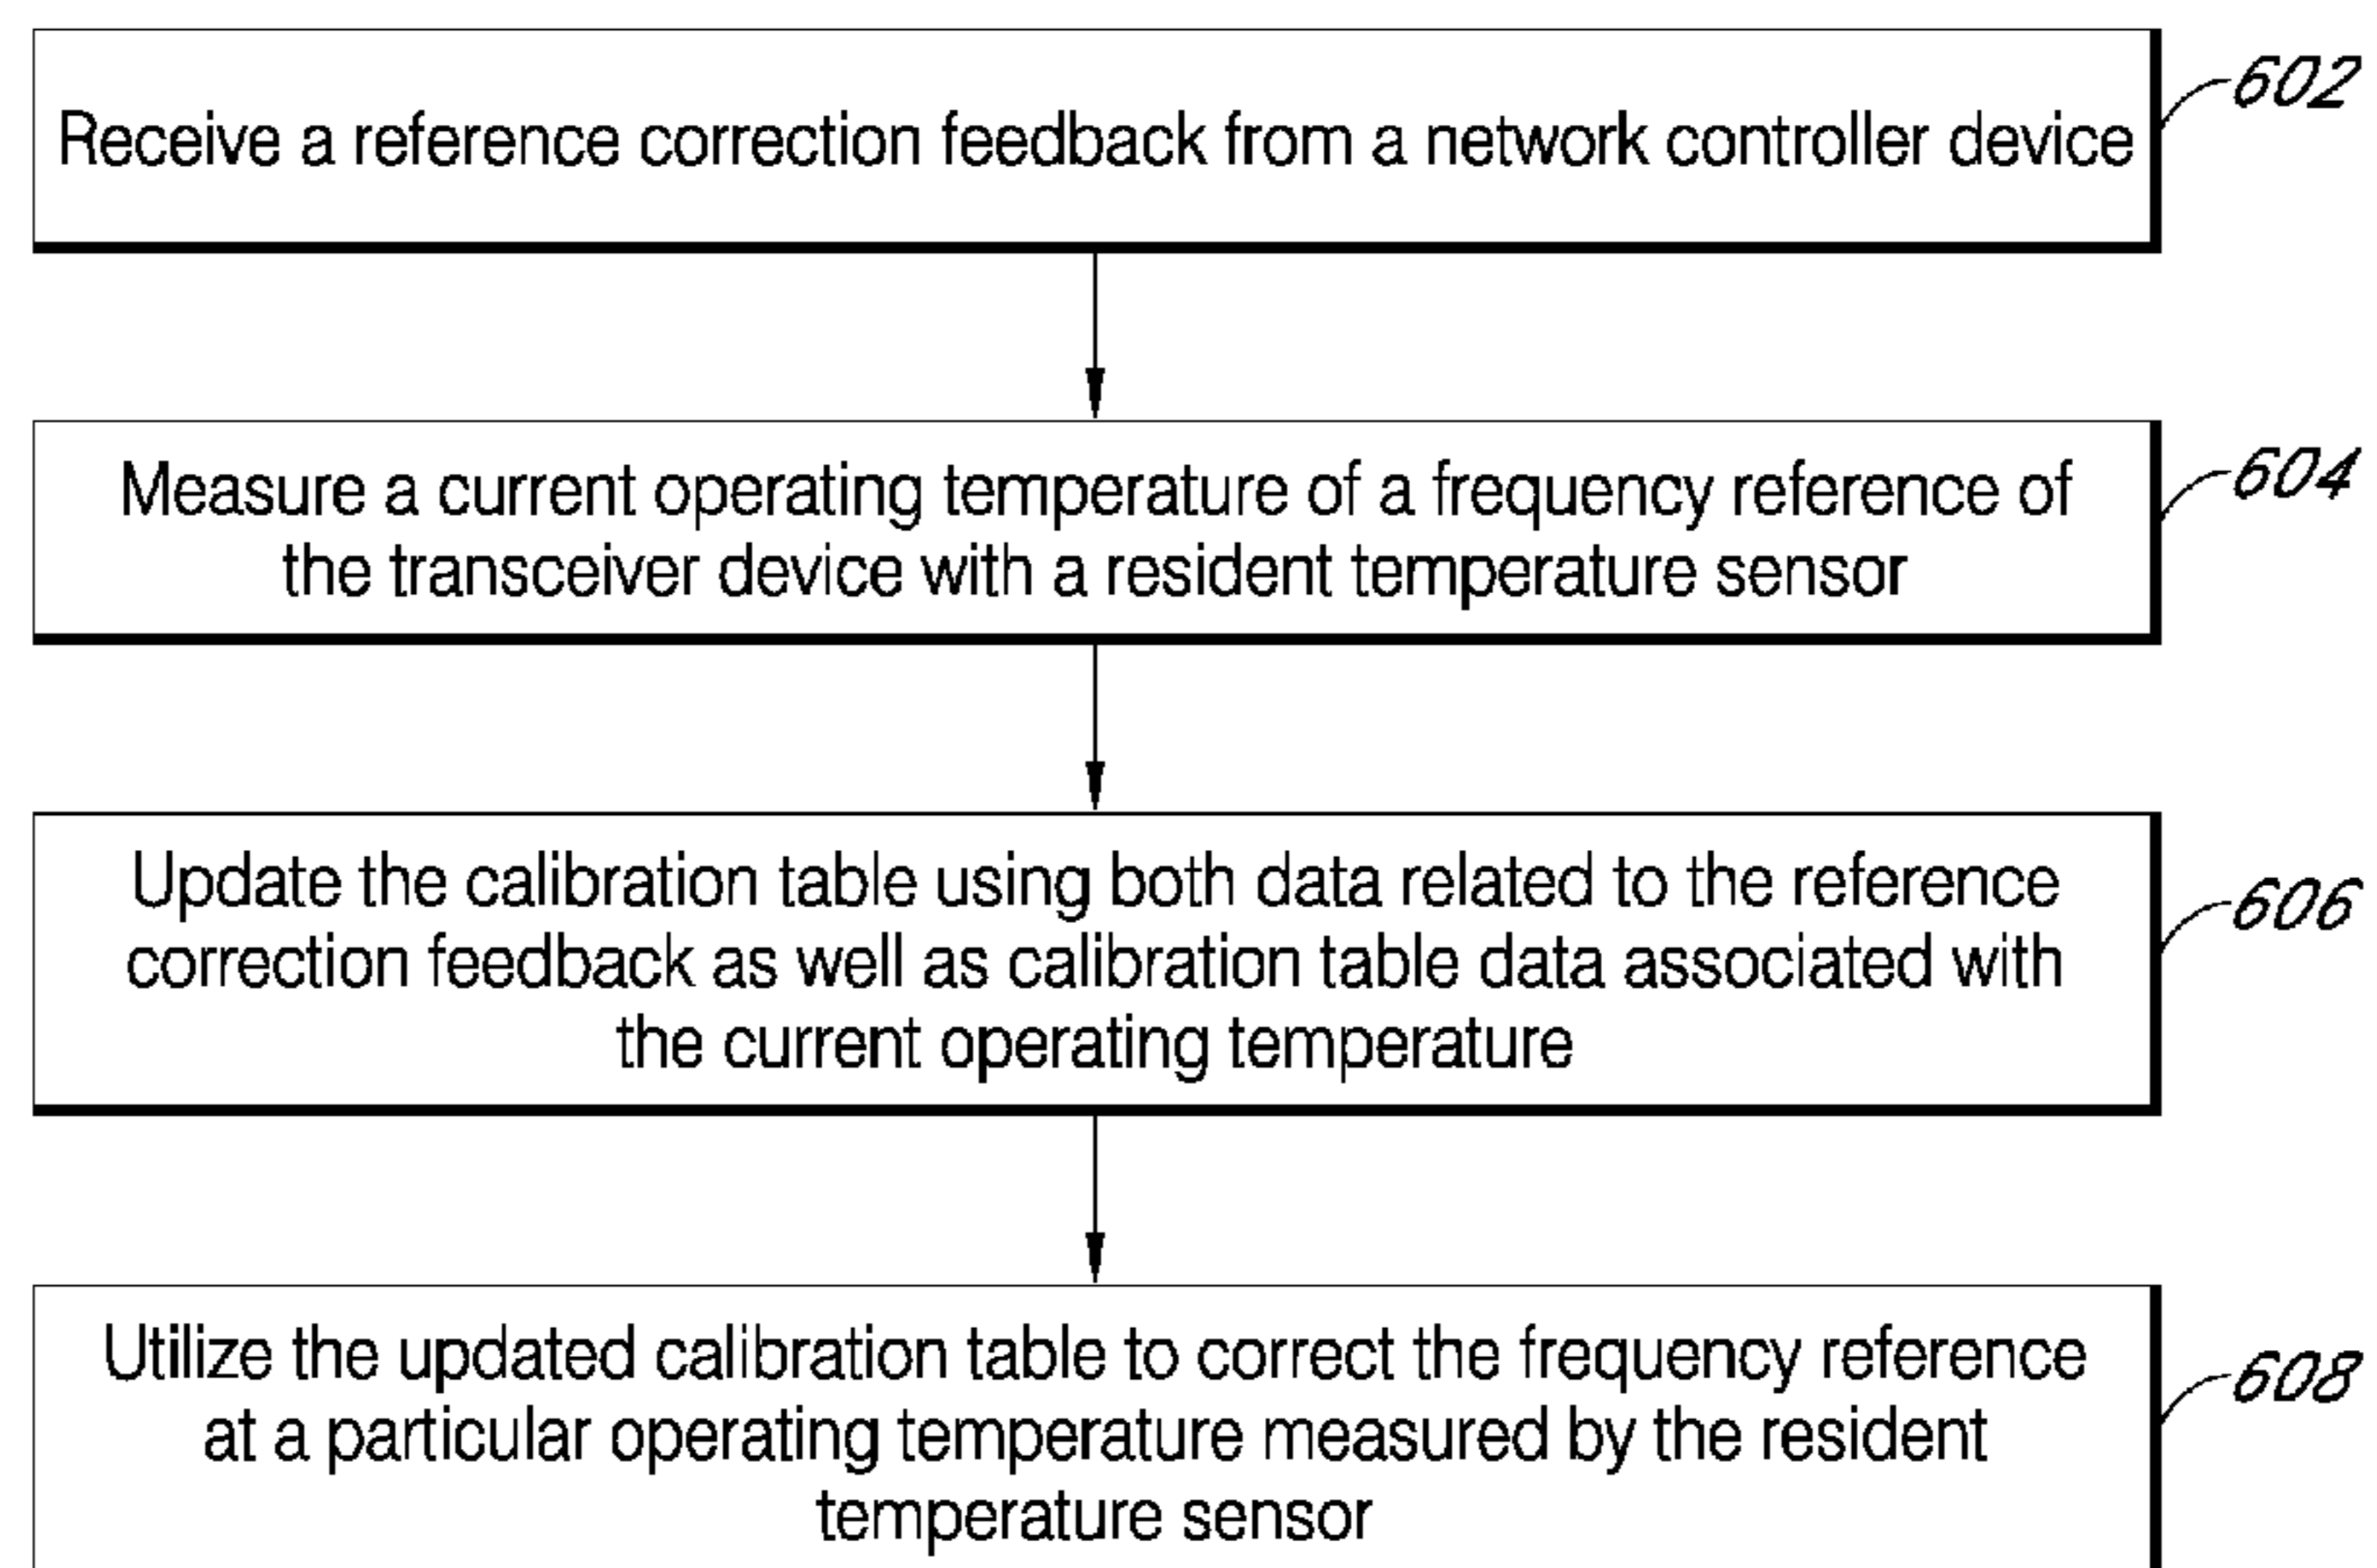 Receive a reference correction feedback from a network controller device
602
Measure a current operating temperature of a frequency reference of
the transceiver device with a resident temperature sensor
604
Update the calibration table using both data related to the reference
correction feedback as well as calibration table data associated with
the current operating temperature
606
Utilize the updated calibration table to correct the frequency reference
at a particular operating temperature measured by the resident
temperature sensor
608